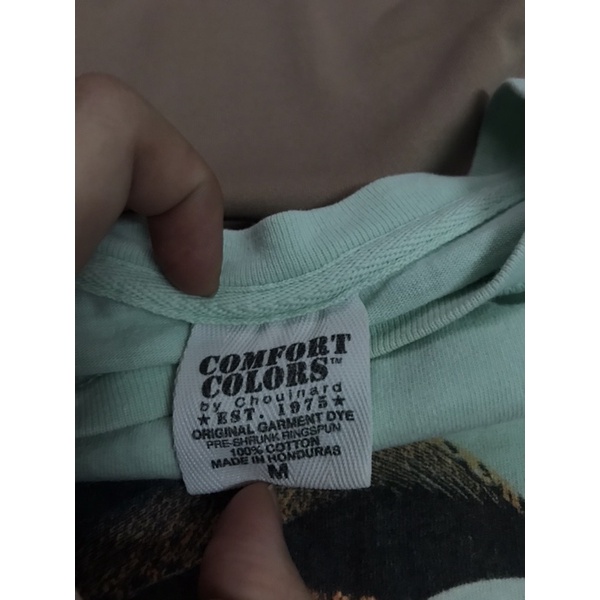 COMFORT
COLORS™
by Chouinard
★ EST. 1975 ★
ORIGINAL GARMENT DYE
PRE-SHRUNK RINGSPUN
100% COTTON
MADE IN HONDURAS
M